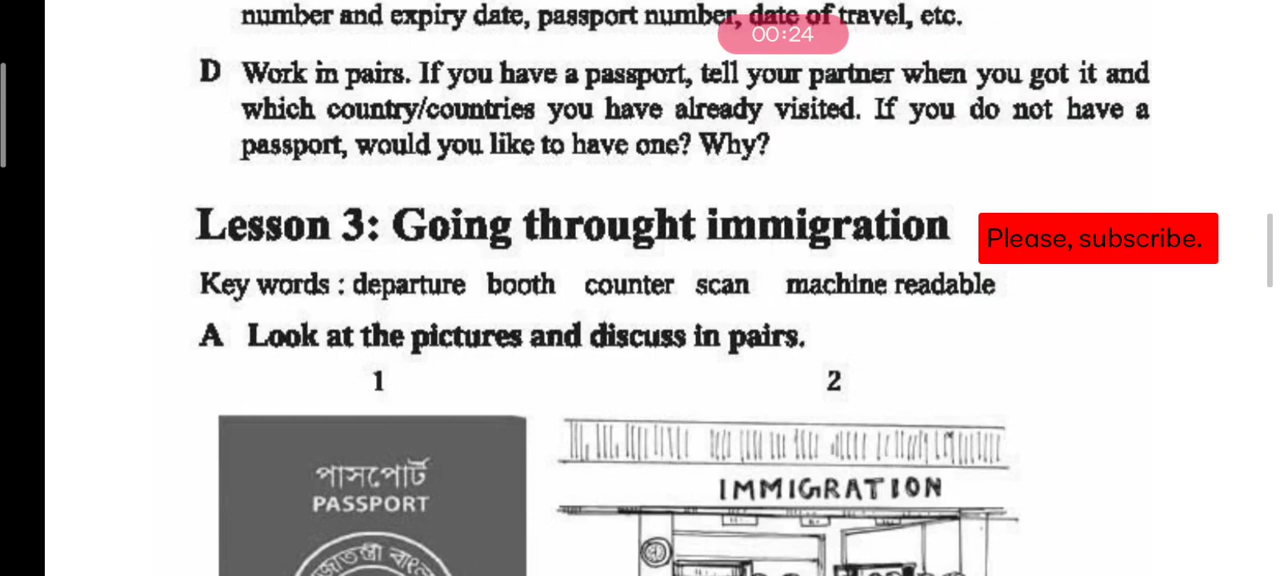 number and expiry date, passport number, date of travel, etc.
00:24
D Work in pairs. If you have a passport, tell your partner when you got it and
which country/countries you have already visited. If you do not have a
passport, would you like to have one? Why?
Lesson 3: Going throught immigration
Please, subscribe.
Key words : departure booth counter scan machine readable
A Look at the pictures and discuss in pairs.
1
2
পাসপোর্ট
PASSPORT
IMMIGRATION